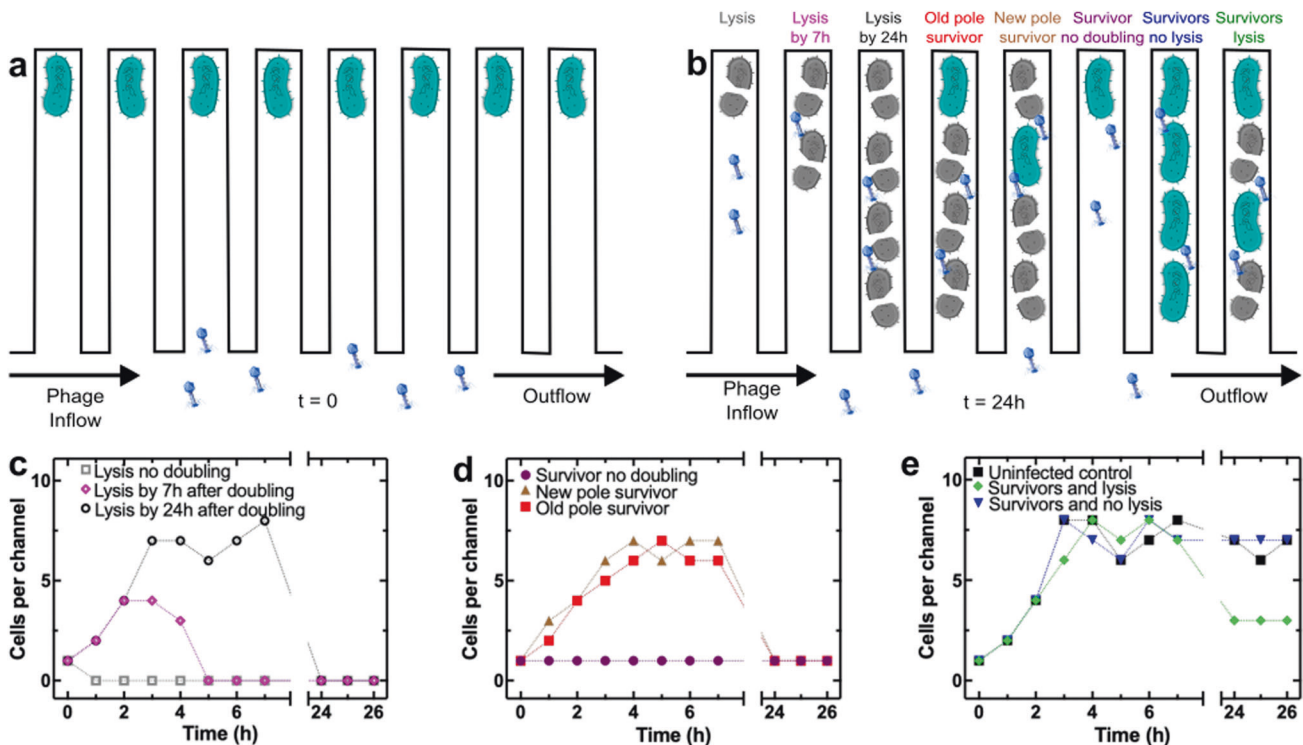 a
Phage
Inflow
t = 0
Outflow
b
Lysis
Lysis
by 7h
Lysis
by 24h
Old pole
survivor
New pole
survivor
Survivor
no doubling
Survivors
no lysis
Survivors
lysis
Phage
Inflow
t = 24h
Outflow
c
Lysis no doubling
Lysis by 7h after doubling
Lysis by 24h after doubling
Cells per channel
10
5
0
0 2 4 6 24 26
Time (h)
d
Survivor no doubling
New pole survivor
Old pole survivor
Cells per channel
10
5
0
0 2 4 6 24 26
Time (h)
e
Uninfected control
Survivors and lysis
Survivors and no lysis
Cells per channel
10
5
0
0 2 4 6 24 26
Time (h)